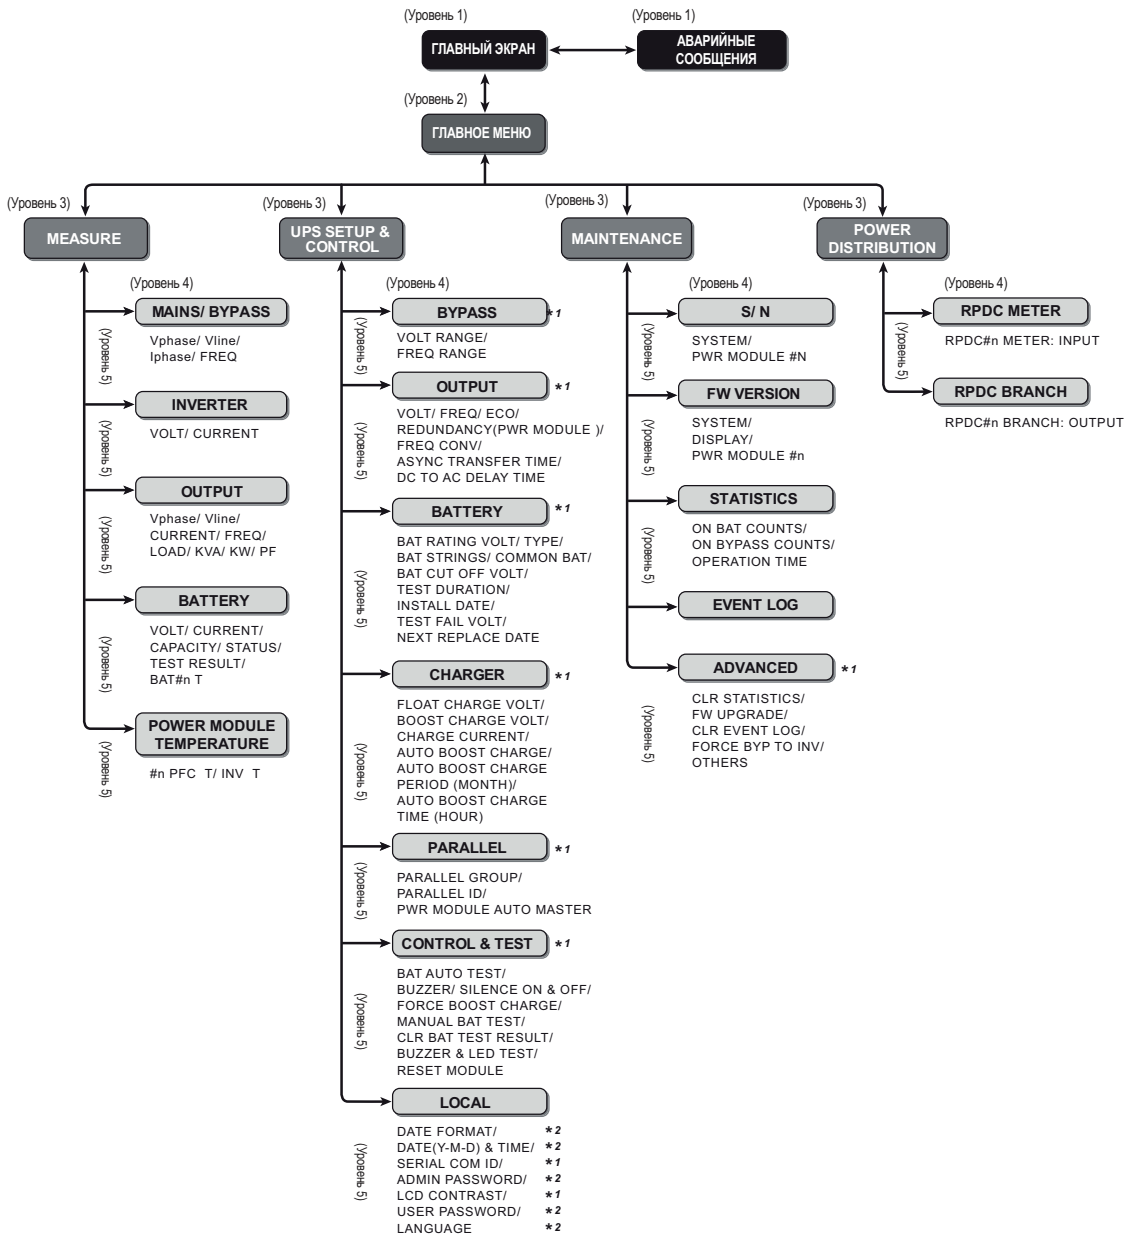 (Уровень 1)
(Уровень 1)
ГЛАВНЫЙ ЭКРАН
АВАРИЙНЫЕ
СООБЩЕНИЯ
(Уровень 2)
ГЛАВНОЕ МЕНЮ
(Уровень 3)
MEASURE
(Уровень 4)
MAINS/ BYPASS
(Уровень 5)
Vphase/ Vline/
Iphase/ FREQ
INVERTER
(Уровень 5)
VOLT/ CURRENT
OUTPUT
(Уровень 5)
Vphase/ Vline/
CURRENT/ FREQ/
LOAD/ KVA/ KW/ PF
BATTERY
(Уровень 5)
VOLT/ CURRENT/
CAPACITY/ STATUS/
TEST RESULT/
BAT#n T
POWER MODULE
TEMPERATURE
(Уровень 5)
#n PFC T/ INV T
(Уровень 3)
UPS SETUP &
CONTROL
(Уровень 4)
BYPASS *1
(Уровень 5)
VOLT RANGE/
FREQ RANGE
OUTPUT *1
(Уровень 5)
VOLT/ FREQ/ ECO/
REDUNDANCY(PWR MODULE )/
FREQ CONV/
ASYNC TRANSFER TIME/
DC TO AC DELAY TIME
BATTERY *1
(Уровень 5)
BAT RATING VOLT/ TYPE/
BAT STRINGS/ COMMON BAT/
BAT CUT OFF VOLT/
TEST DURATION/
INSTALL DATE/
TEST FAIL VOLT/
NEXT REPLACE DATE
CHARGER *1
(Уровень 5)
FLOAT CHARGE VOLT/
BOOST CHARGE VOLT/
CHARGE CURRENT/
AUTO BOOST CHARGE/
AUTO BOOST CHARGE
PERIOD (MONTH)/
AUTO BOOST CHARGE
TIME (HOUR)
PARALLEL *1
(Уровень 5)
PARALLEL GROUP/
PARALLEL ID/
PWR MODULE AUTO MASTER
CONTROL & TEST *1
(Уровень 5)
BAT AUTO TEST/
BUZZER/ SILENCE ON & OFF/
FORCE BOOST CHARGE/
MANUAL BAT TEST/
CLR BAT TEST RESULT/
BUZZER & LED TEST/
RESET MODULE
LOCAL
(Уровень 5)
DATE FORMAT/ *2
DATE(Y-M-D) & TIME/ *2
SERIAL COM ID/ *1
ADMIN PASSWORD/ *2
LCD CONTRAST/ *1
USER PASSWORD/ *2
LANGUAGE *2
(Уровень 3)
MAINTENANCE
(Уровень 4)
S/ N
(Уровень 5)
SYSTEM/
PWR MODULE #N
FW VERSION
(Уровень 5)
SYSTEM/
DISPLAY/
PWR MODULE #n
STATISTICS
(Уровень 5)
ON BAT COUNTS/
ON BYPASS COUNTS/
OPERATION TIME
EVENT LOG
ADVANCED *1
(Уровень 5)
CLR STATISTICS/
FW UPGRADE/
CLR EVENT LOG/
FORCE BYP TO INV/
OTHERS
(Уровень 3)
POWER
DISTRIBUTION
(Уровень 4)
RPDC METER
(Уровень 5)
RPDC#n METER: INPUT
RPDC BRANCH
RPDC#n BRANCH: OUTPUT